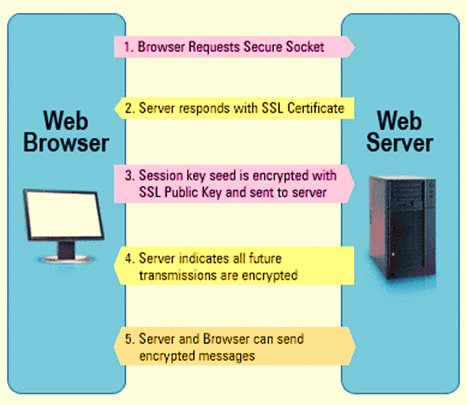 1. Browser Requests Secure Socket
2. Server responds with SSL Certificate
Web
Browser
Web
Server
3. Session key seed is encrypted with
SSL Public Key and sent to server
4. Server indicates all future
transmissions are encrypted
5. Server and Browser can send
encrypted messages